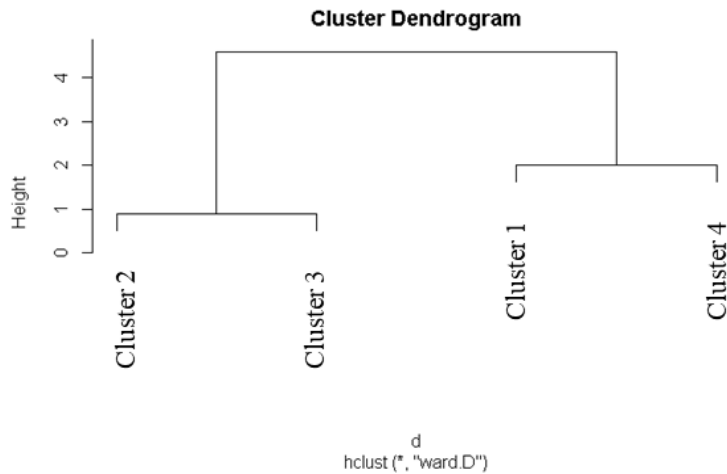 Cluster Dendrogram
Height
4
3
2
1
0
Cluster 2
Cluster 3
Cluster 1
Cluster 4
d
hclust (*, "ward.D")